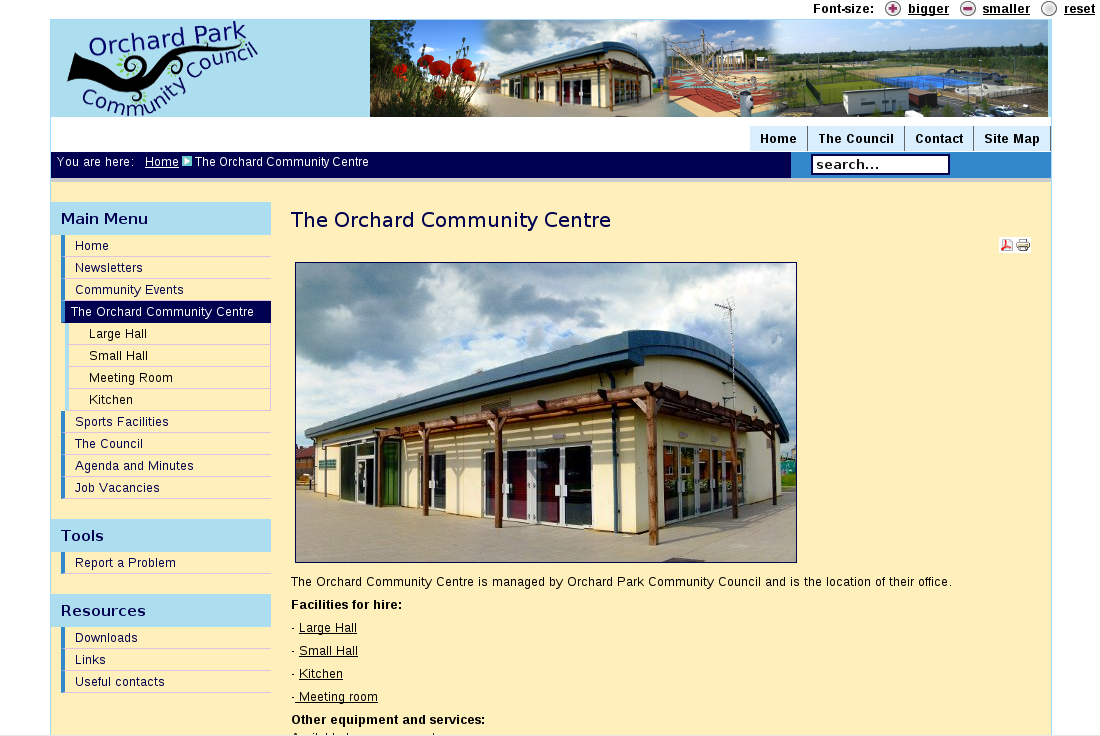 Font-size: bigger smaller reset
Orchard Park
Community Council
Home The Council Contact Site Map
You are here: Home The Orchard Community Centre
search...
Main Menu
Home
Newsletters
Community Events
The Orchard Community Centre
Large Hall
Small Hall
Meeting Room
Kitchen
Sports Facilities
The Council
Agenda and Minutes
Job Vacancies
Tools
Report a Problem
Resources
Downloads
Links
Useful contacts
The Orchard Community Centre
The Orchard Community Centre is managed by Orchard Park Community Council and is the location of their office.
Facilities for hire:
- Large Hall
- Small Hall
- Kitchen
- Meeting room
Other equipment and services: